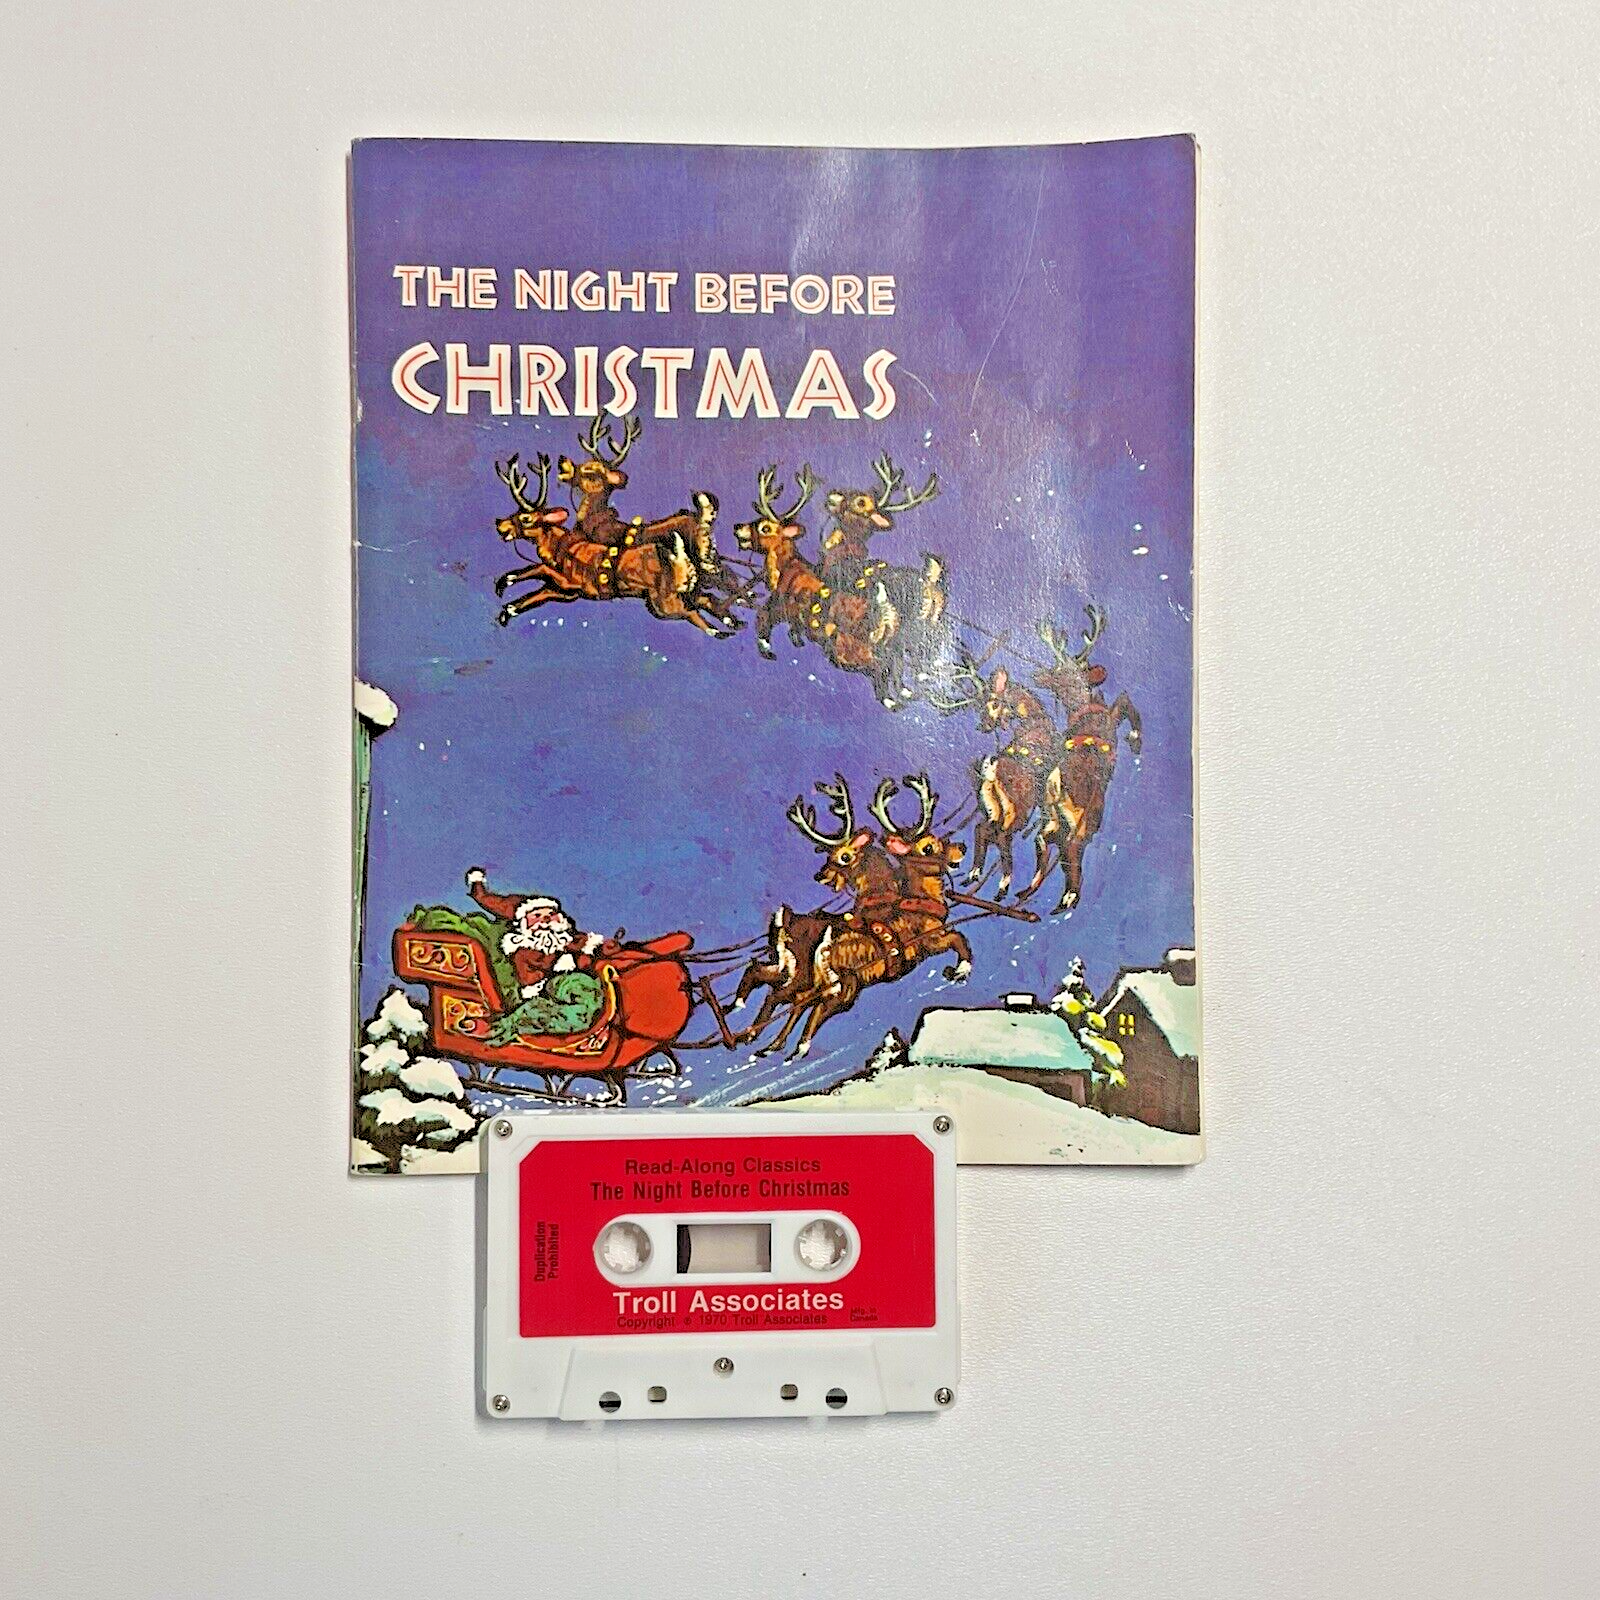 THE NIGHT BEFORE
CHRISTMAS
Read-Along Classics
The Night Before Christmas
Duplication
Prohibited
Troll Associates
Copyright ℗ 1970 Troll Associates
Mfg. in
Canada